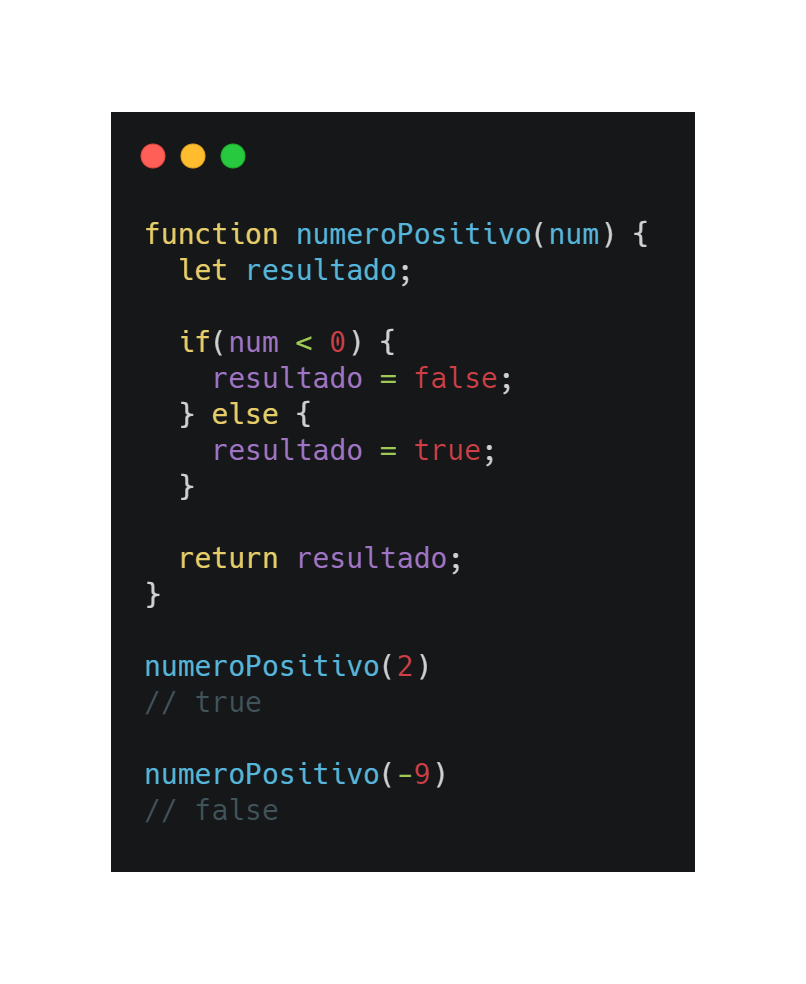 function numeroPositivo(num) {
  let resultado;

  if(num < 0) {
    resultado = false;
  } else {
    resultado = true;
  }

  return resultado;
}

numeroPositivo(2)
// true

numeroPositivo(-9)
// false